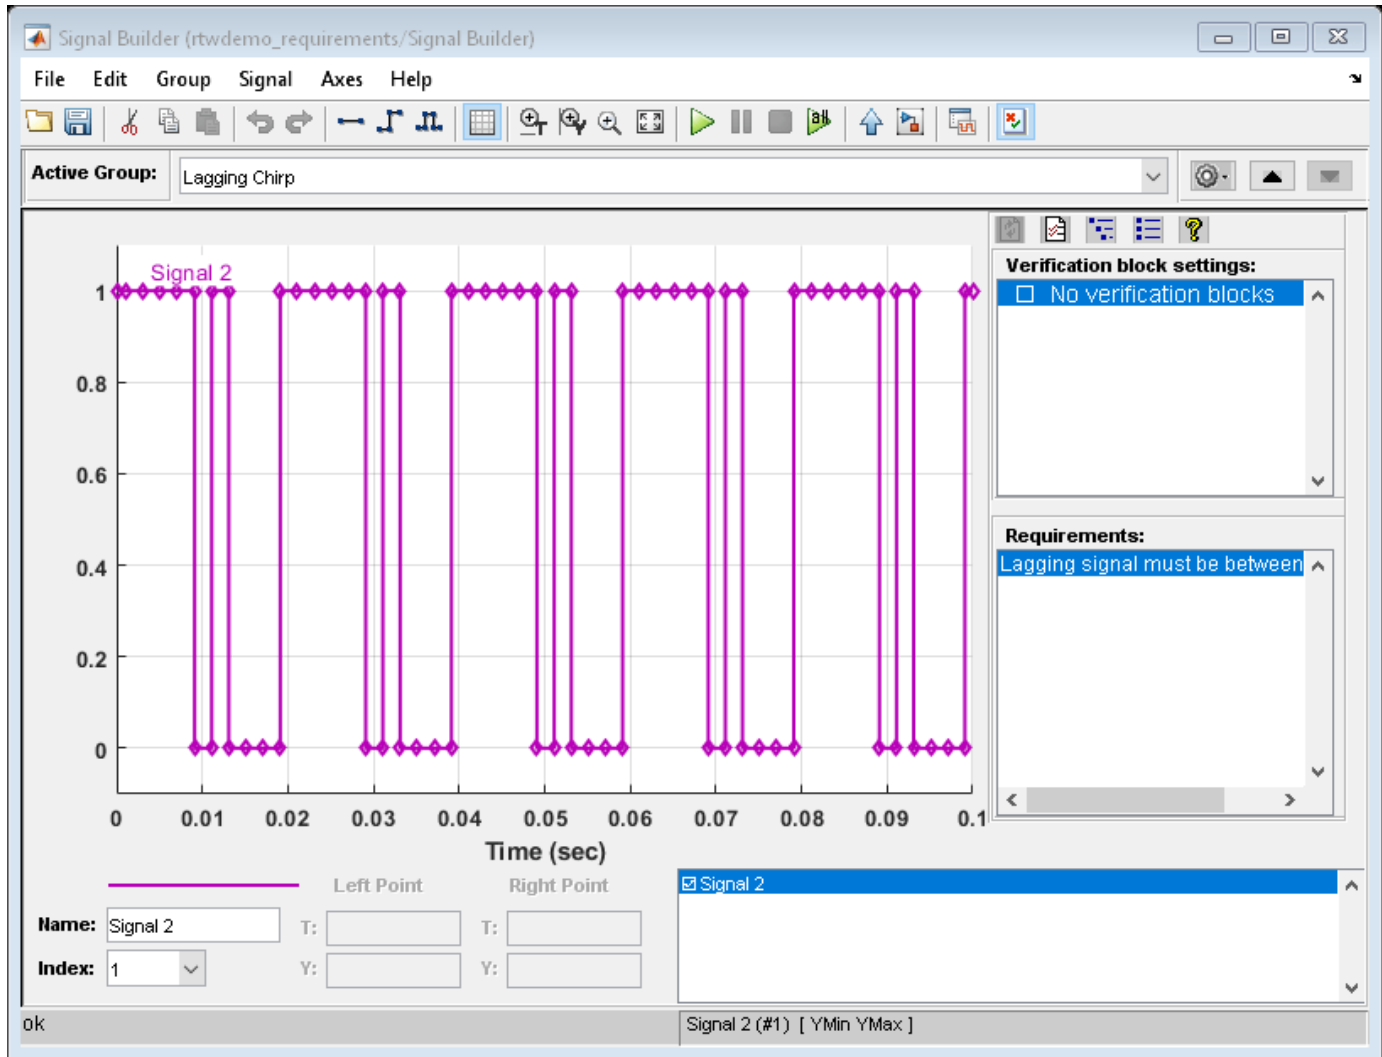 Signal Builder (rtwdemo_requirements/Signal Builder)
File Edit Group Signal Axes Help
Active Group: Lagging Chirp
Signal 2
1
0.8
0.6
0.4
0.2
0
0 0.01 0.02 0.03 0.04 0.05 0.06 0.07 0.08 0.09 0.1
Time (sec)
Verification block settings:
No verification blocks
Requirements:
Lagging signal must be between
Left Point Right Point
Name: Signal 2 T: T:
Index: 1 Y: Y:
Signal 2
ok
Signal 2 (#1) [ YMin YMax ]